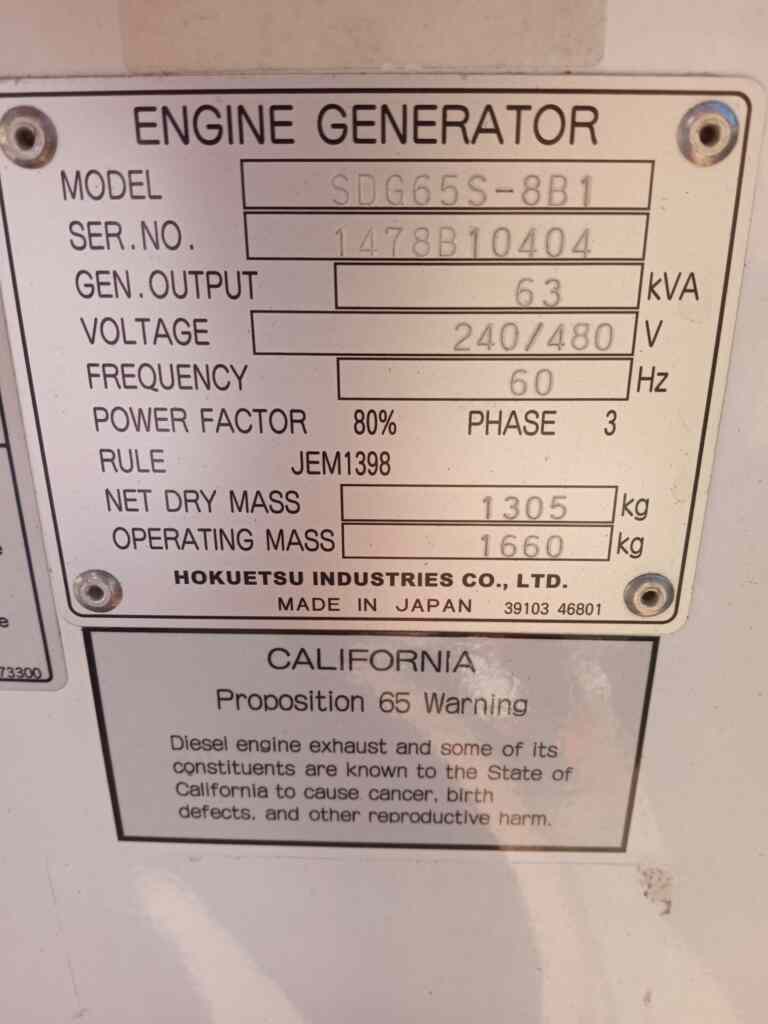 ENGINE GENERATOR
MODEL SDG65S-8B1
SER.NO. 1478B10404
GEN.OUTPUT 63 kVA
VOLTAGE 240/480 V
FREQUENCY 60 Hz
POWER FACTOR 80% PHASE 3
RULE JEM1398
NET DRY MASS 1305 kg
OPERATING MASS 1660 kg
HOKUETSU INDUSTRIES CO., LTD.
MADE IN JAPAN 39103 46801
73300
CALIFORNIA
Proposition 65 Warning
Diesel engine exhaust and some of its
constituents are known to the State of
California to cause cancer, birth
defects, and other reproductive harm.